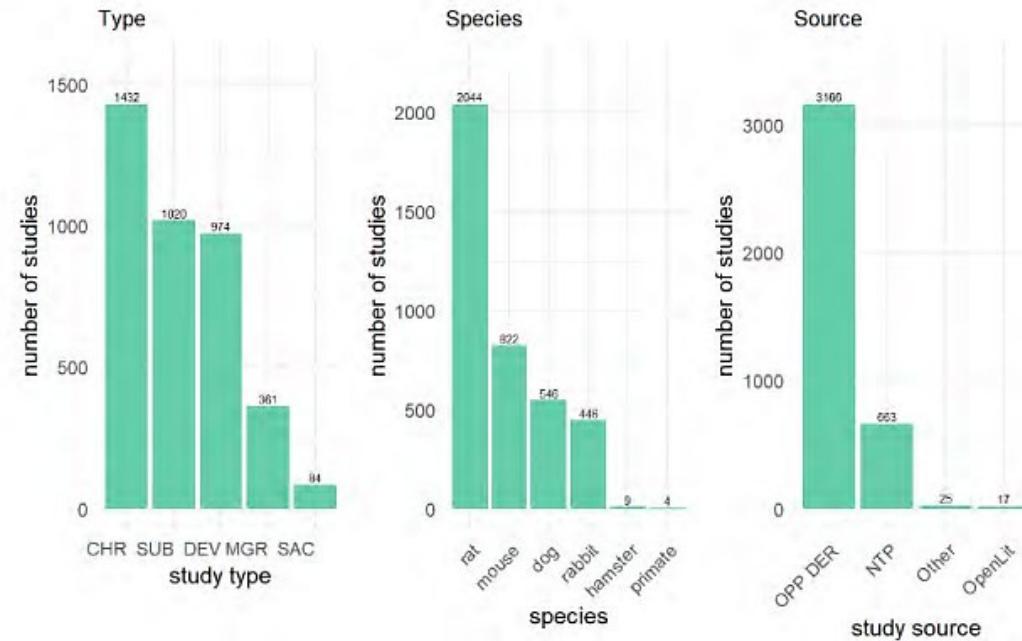 Type
number of studies
1500
1000
500
0
1432
1020
974
361
84
CHR SUB DEV MGR SAC
study type
Species
number of studies
2000
1500
1000
500
0
2044
822
546
446
9
4
rat
mouse
dog
rabbit
hamster
primate
species
Source
number of studies
3000
2000
1000
0
3166
663
25
17
OPP DER
NTP
Other
OpenLit
study source